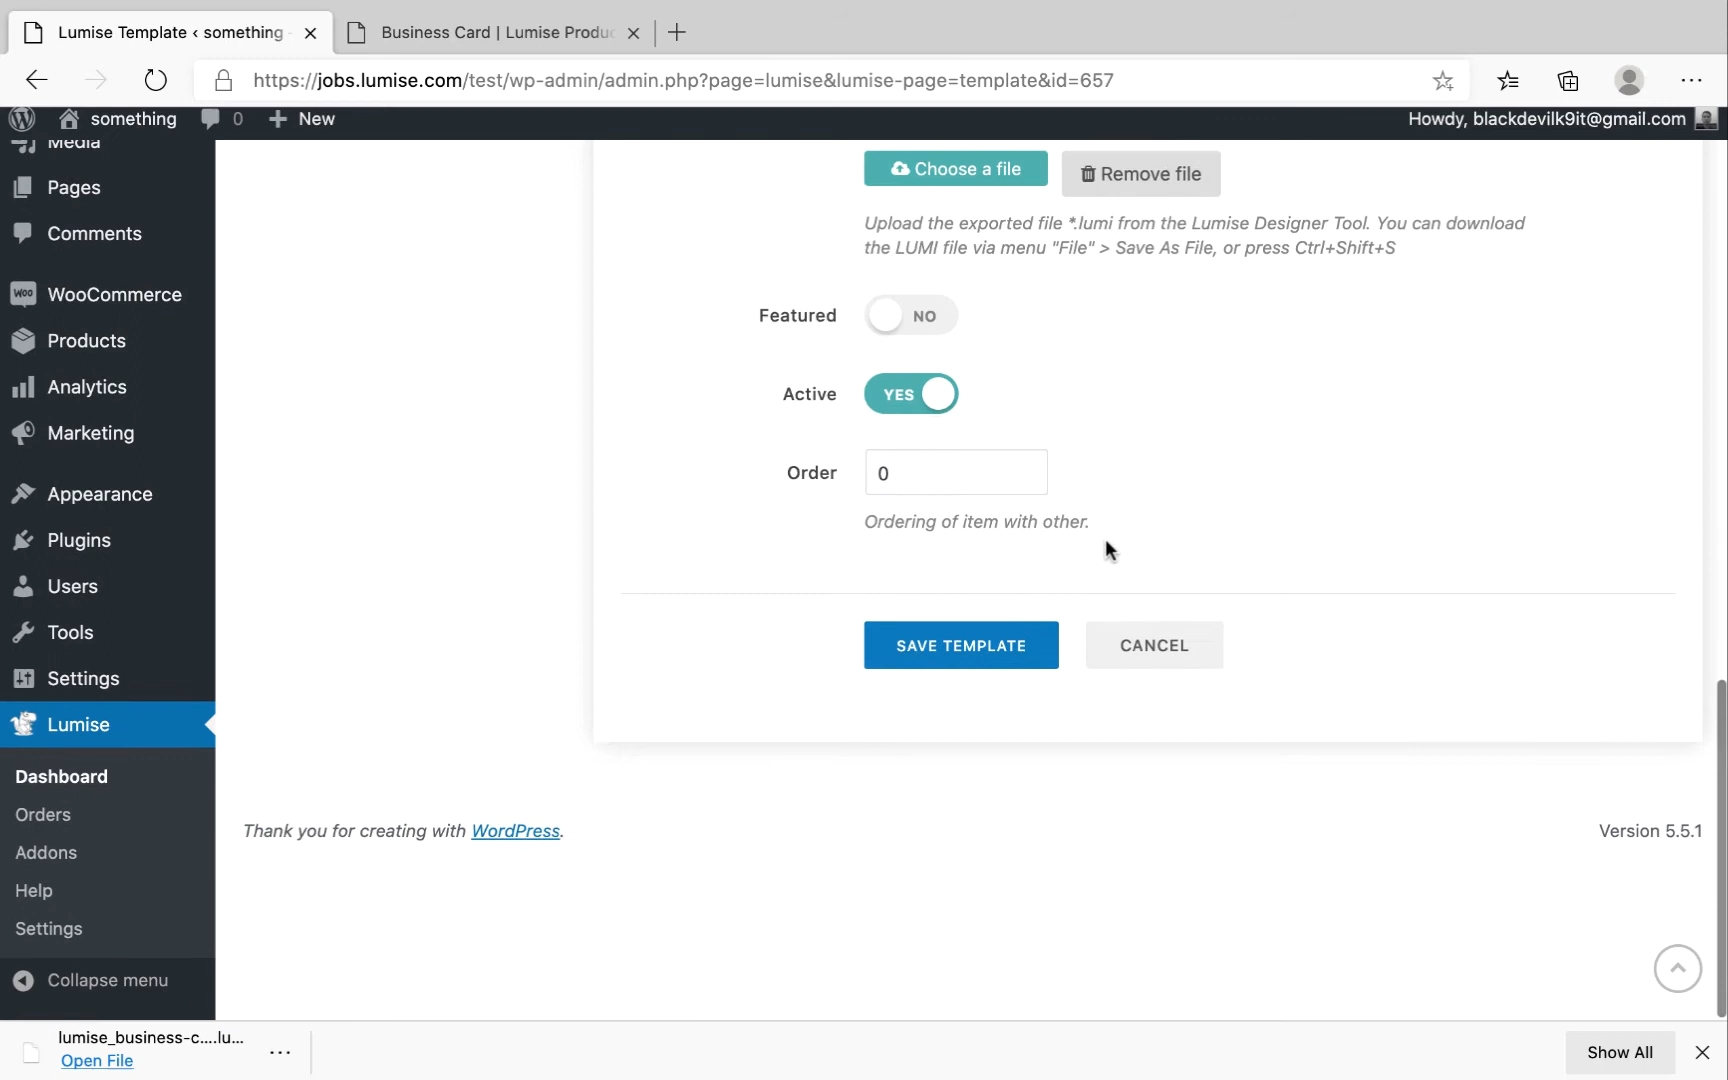 Lumise Template ‹ something
Business Card | Lumise Produc
https://jobs.lumise.com/test/wp-admin/admin.php?page=lumise&lumise-page=template&id=657
something 0 New
Howdy, blackdevilk9it@gmail.com
Media
Pages
Comments
WooCommerce
Products
Analytics
Marketing
Appearance
Plugins
Users
Tools
Settings
Lumise
Dashboard
Orders
Addons
Help
Settings
Collapse menu
Choose a file
Remove file
Upload the exported file *.lumi from the Lumise Designer Tool. You can download
the LUMI file via menu "File" > Save As File, or press Ctrl+Shift+S
Featured NO
Active YES
Order 0
Ordering of item with other.
SAVE TEMPLATE
CANCEL
Thank you for creating with WordPress.
Version 5.5.1
lumise_business-c....lu...
Open File
Show All